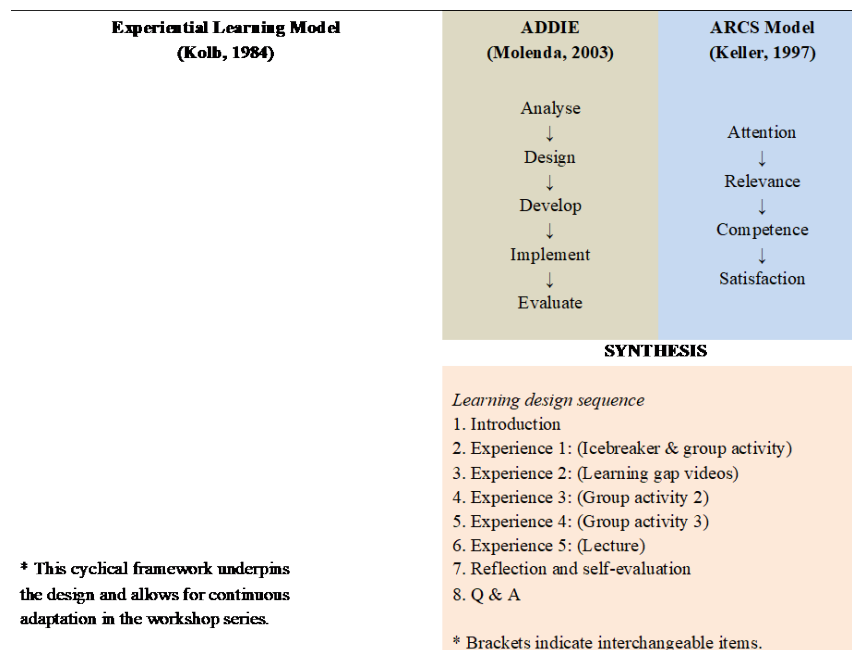 Experiential Learning Model
(Kolb, 1984)
* This cyclical framework underpins
the design and allows for continuous
adaptation in the workshop series.
ADDIE
(Molenda, 2003)
Analyse
↓
Design
↓
Develop
↓
Implement
↓
Evaluate
ARCS Model
(Keller, 1997)
Attention
↓
Relevance
↓
Competence
↓
Satisfaction
SYNTHESIS
Learning design sequence
1. Introduction
2. Experience 1: (Icebreaker & group activity)
3. Experience 2: (Learning gap videos)
4. Experience 3: (Group activity 2)
5. Experience 4: (Group activity 3)
6. Experience 5: (Lecture)
7. Reflection and self-evaluation
8. Q & A
* Brackets indicate interchangeable items.